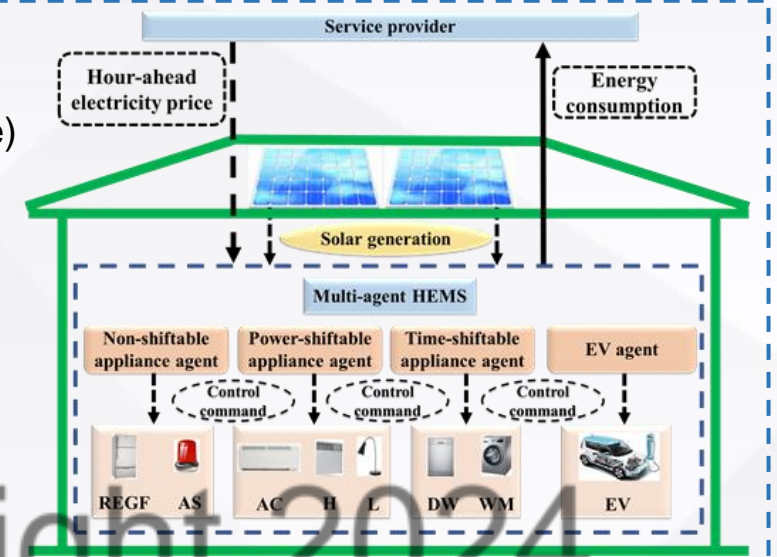 Service provider
Hour-ahead
electricity price
Energy
consumption
e)
Solar generation
Multi-agent HEMS
Non-shiftable
appliance agent
Power-shiftable
appliance agent
Time-shiftable
appliance agent
EV agent
Control
command
Control
command
Control
command
REGF AS
AC H L
DW WM
EV
ight 2024